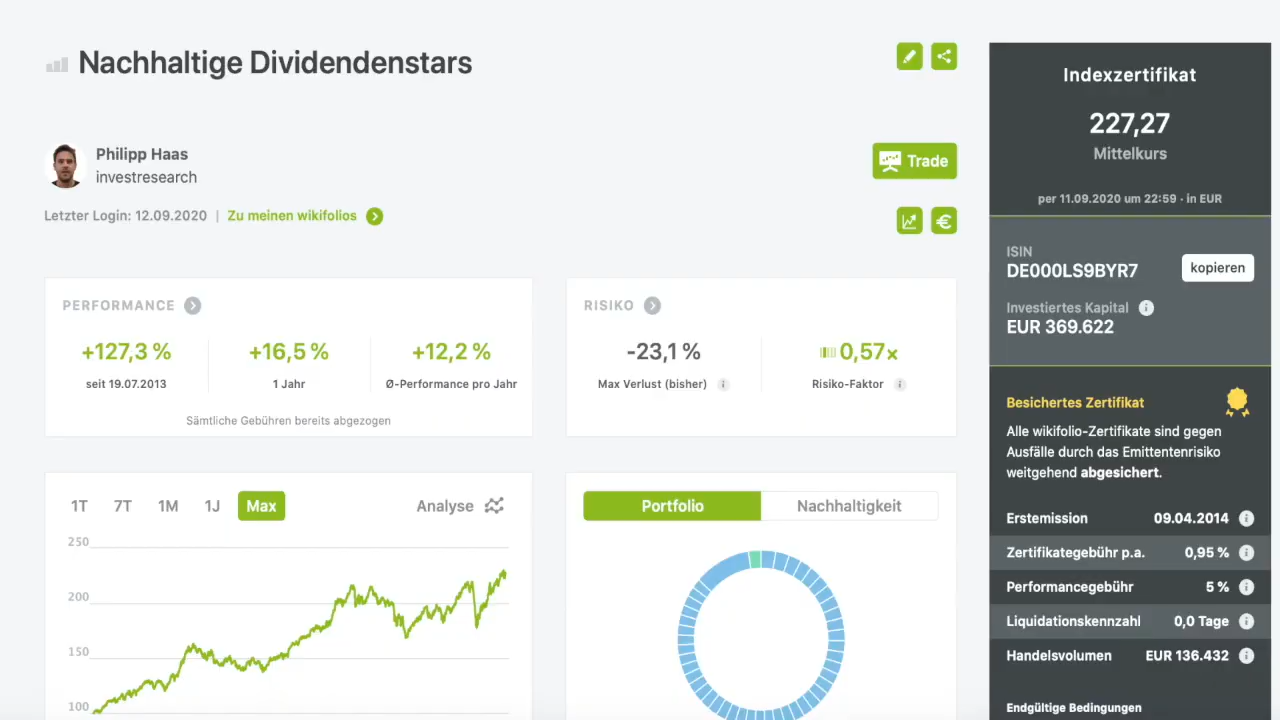 Nachhaltige Dividendenstars
Philipp Haas
investresearch
Trade
Letzter Login: 12.09.2020 | Zu meinen wikifolios
PERFORMANCE
+127,3 % +16,5 % +12,2 %
seit 19.07.2013 1 Jahr Ø-Performance pro Jahr
Sämtliche Gebühren bereits abgezogen
RISIKO
-23,1 % 0,57x
Max Verlust (bisher) Risiko-Faktor
1T 7T 1M 1J Max Analyse
250
200
150
100
Portfolio Nachhaltigkeit
Indexzertifikat
227,27
Mittelkurs
per 11.09.2020 um 22:59 · in EUR
ISIN
DE000LS9BYR7
kopieren
Investiertes Kapital
EUR 369.622
Besichertes Zertifikat
Alle wikifolio-Zertifikate sind gegen
Ausfälle durch das Emittentenrisiko
weitgehend abgesichert.
Erstemission 09.04.2014
Zertifikategebühr p.a. 0,95 %
Performancegebühr 5 %
Liquidationskennzahl 0,0 Tage
Handelsvolumen EUR 136.432
Endgültige Bedingungen